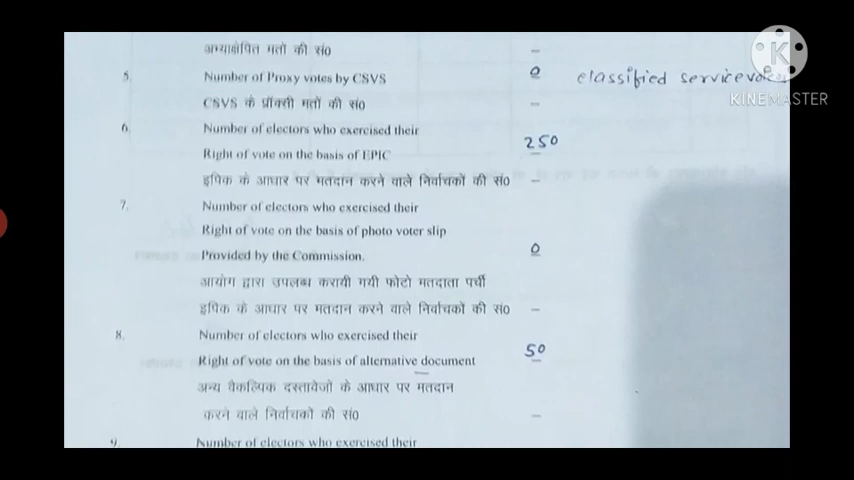 अभ्याक्षेपित मतों की सं०
5. Number of Proxy votes by CSVS 0 classified service
CSVS के प्रॉक्सी मतों की सं० –
6. Number of electors who exercised their
Right of vote on the basis of EPIC 250
इपिक के आधार पर मतदान करने वाले निर्वाचकों की सं० –
7. Number of electors who exercised their
Right of vote on the basis of photo voter slip
Provided by the Commission. 0
आयोग द्वारा उपलब्ध करायी गयी फोटो मतदाता पर्ची
इपिक के आधार पर मतदान करने वाले निर्वाचकों की सं० –
8. Number of electors who exercised their
Right of vote on the basis of alternative document 50
अन्य वैकल्पिक दस्तावेजो के आधार पर मतदान
करने वाले निर्वाचकों की सं० –
9. Number of electors who exercised their
K
KINEMASTER